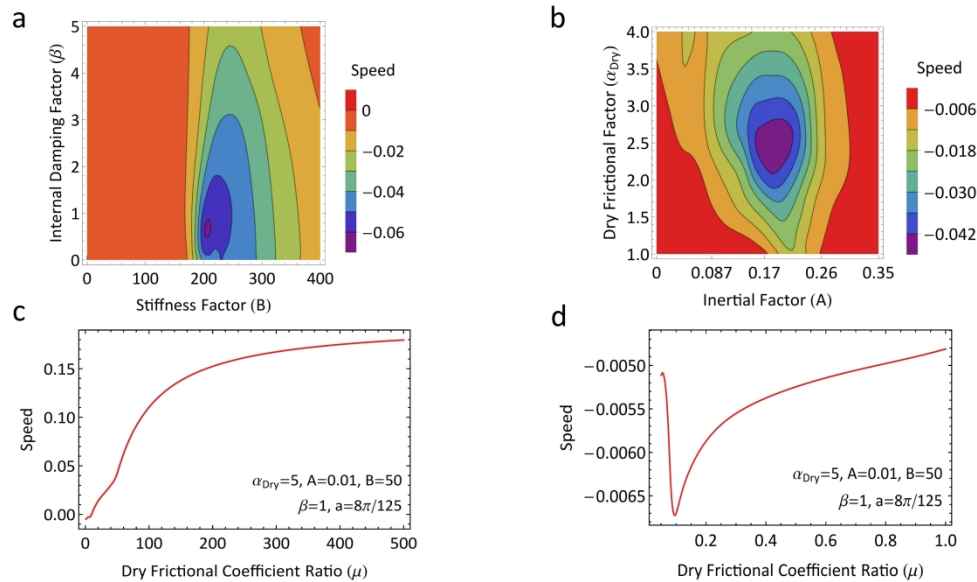 a
5
4
3
2
1
0
Internal Damping Factor (β)
0
100
200
300
400
Stiffness Factor (B)
Speed
0
−0.02
−0.04
−0.06
b
4.0
3.5
3.0
2.5
2.0
1.5
1.0
Dry Frictional Factor (α_Dry)
0
0.087
0.17
0.26
0.35
Inertial Factor (A)
Speed
−0.006
−0.018
−0.030
−0.042
c
0.15
0.10
0.05
0.00
Speed
α_Dry=5, A=0.01, B=50
β=1, a=8π/125
0
100
200
300
400
500
Dry Frictional Coefficient Ratio (μ)
d
−0.0050
−0.0055
−0.0060
−0.0065
Speed
α_Dry=5, A=0.01, B=50
β=1, a=8π/125
0.2
0.4
0.6
0.8
1.0
Dry Frictional Coefficient Ratio (μ)